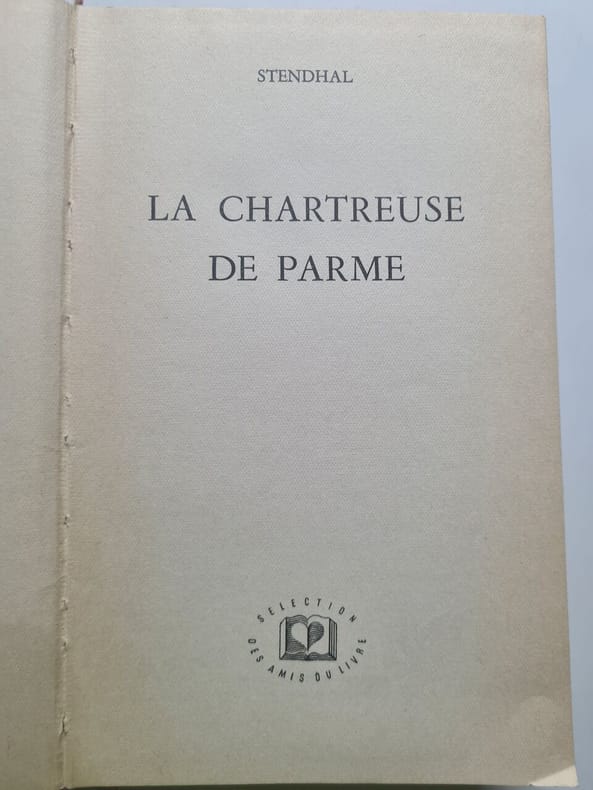 STENDHAL
LA CHARTREUSE
DE PARME
SELECTION
DES AMIS DU LIVRE